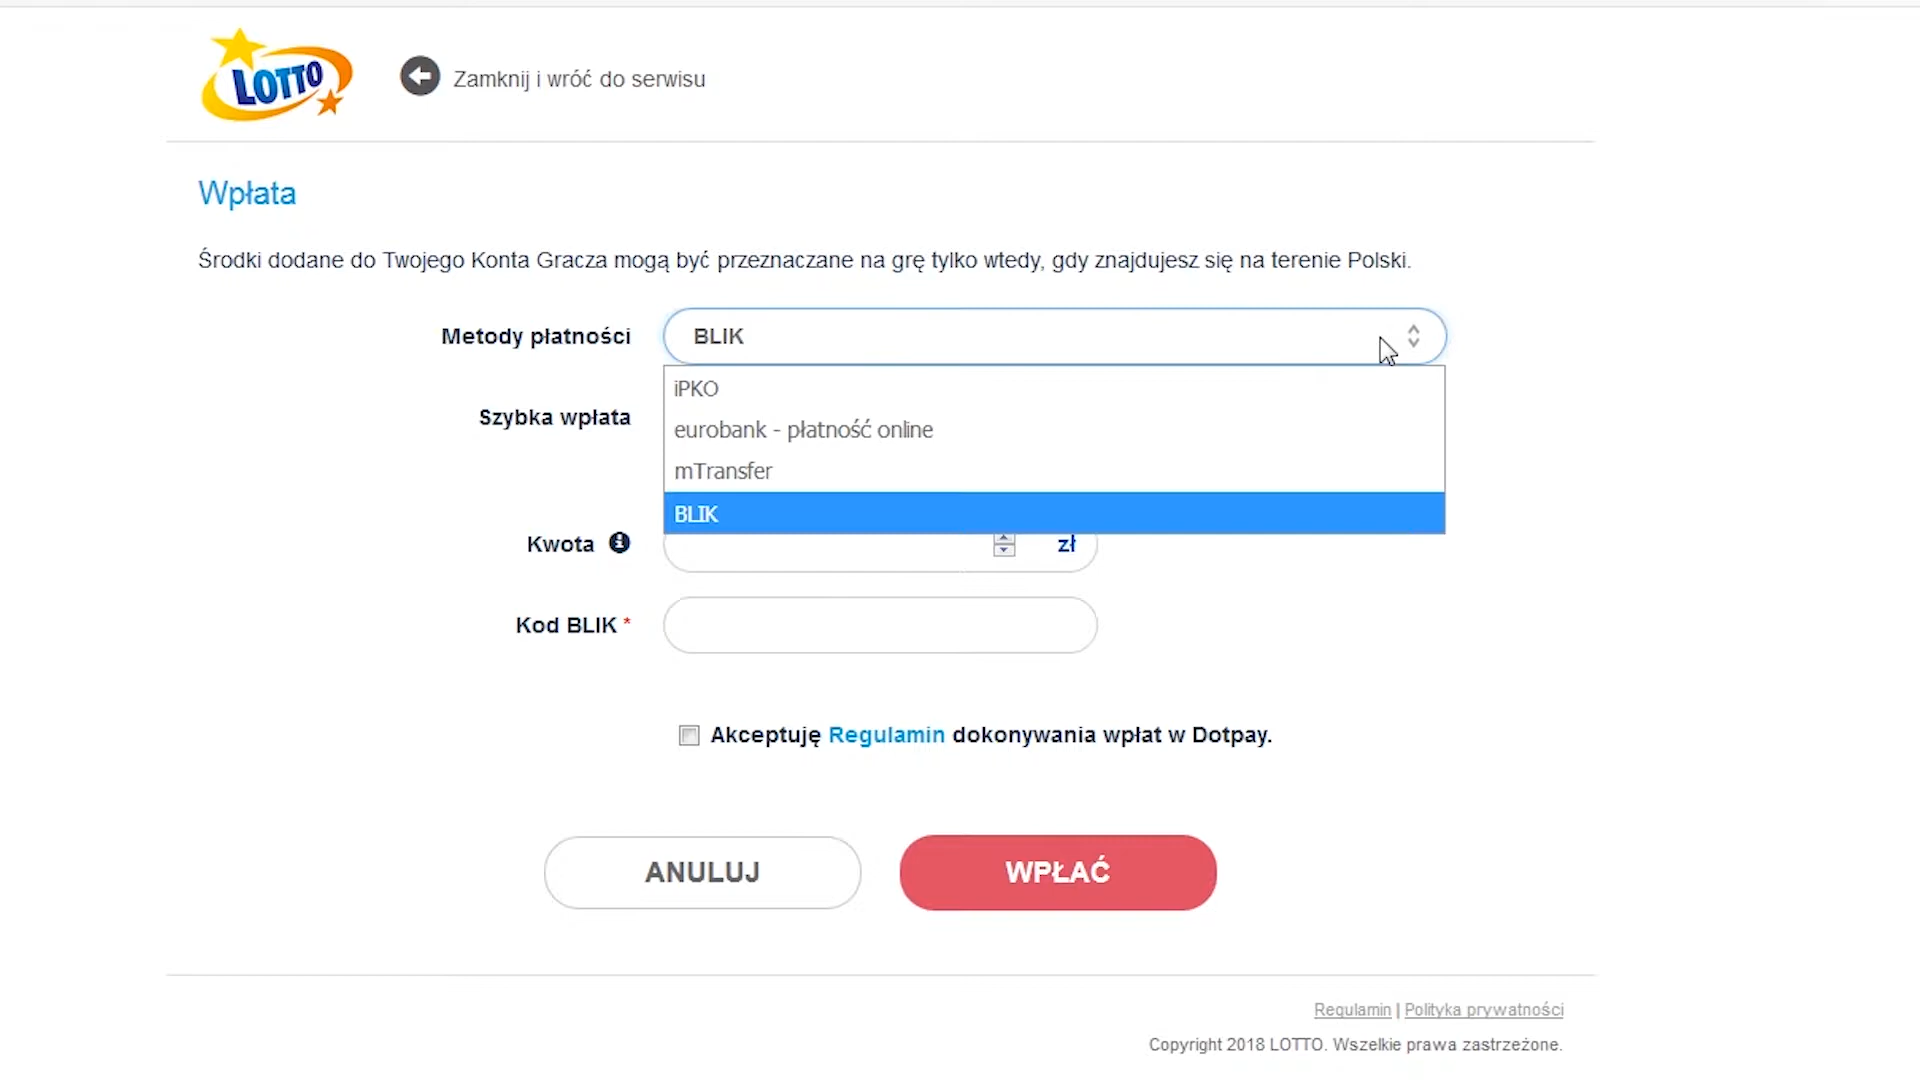 LOTTO
Zamknij i wróć do serwisu
Wpłata
Środki dodane do Twojego Konta Gracza mogą być przeznaczane na grę tylko wtedy, gdy znajdujesz się na terenie Polski.
Metody płatności BLIK
iPKO
Szybka wpłata
eurobank - płatność online
mTransfer
BLIK
Kwota zł
Kod BLIK *
Akceptuję Regulamin dokonywania wpłat w Dotpay.
ANULUJ WPŁAĆ
Regulamin | Polityka prywatności
Copyright 2018 LOTTO. Wszelkie prawa zastrzeżone.